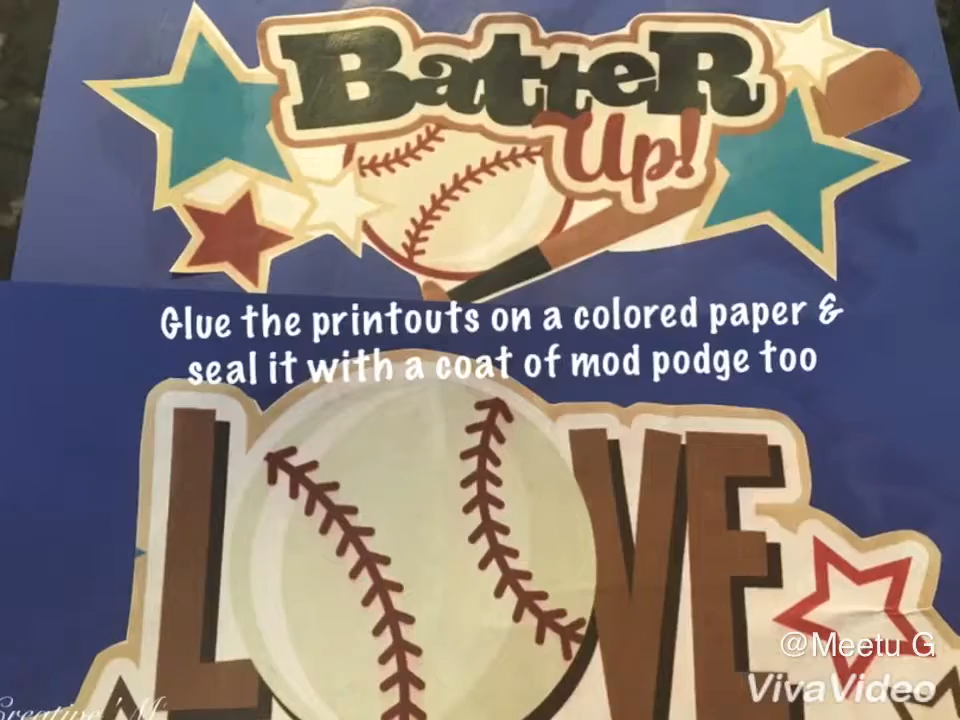 BatteR
Up!
Glue the printouts on a colored paper &
seal it with a coat of mod podge too
LOVE
@Meetu G
VivaVideo
Creative 'M